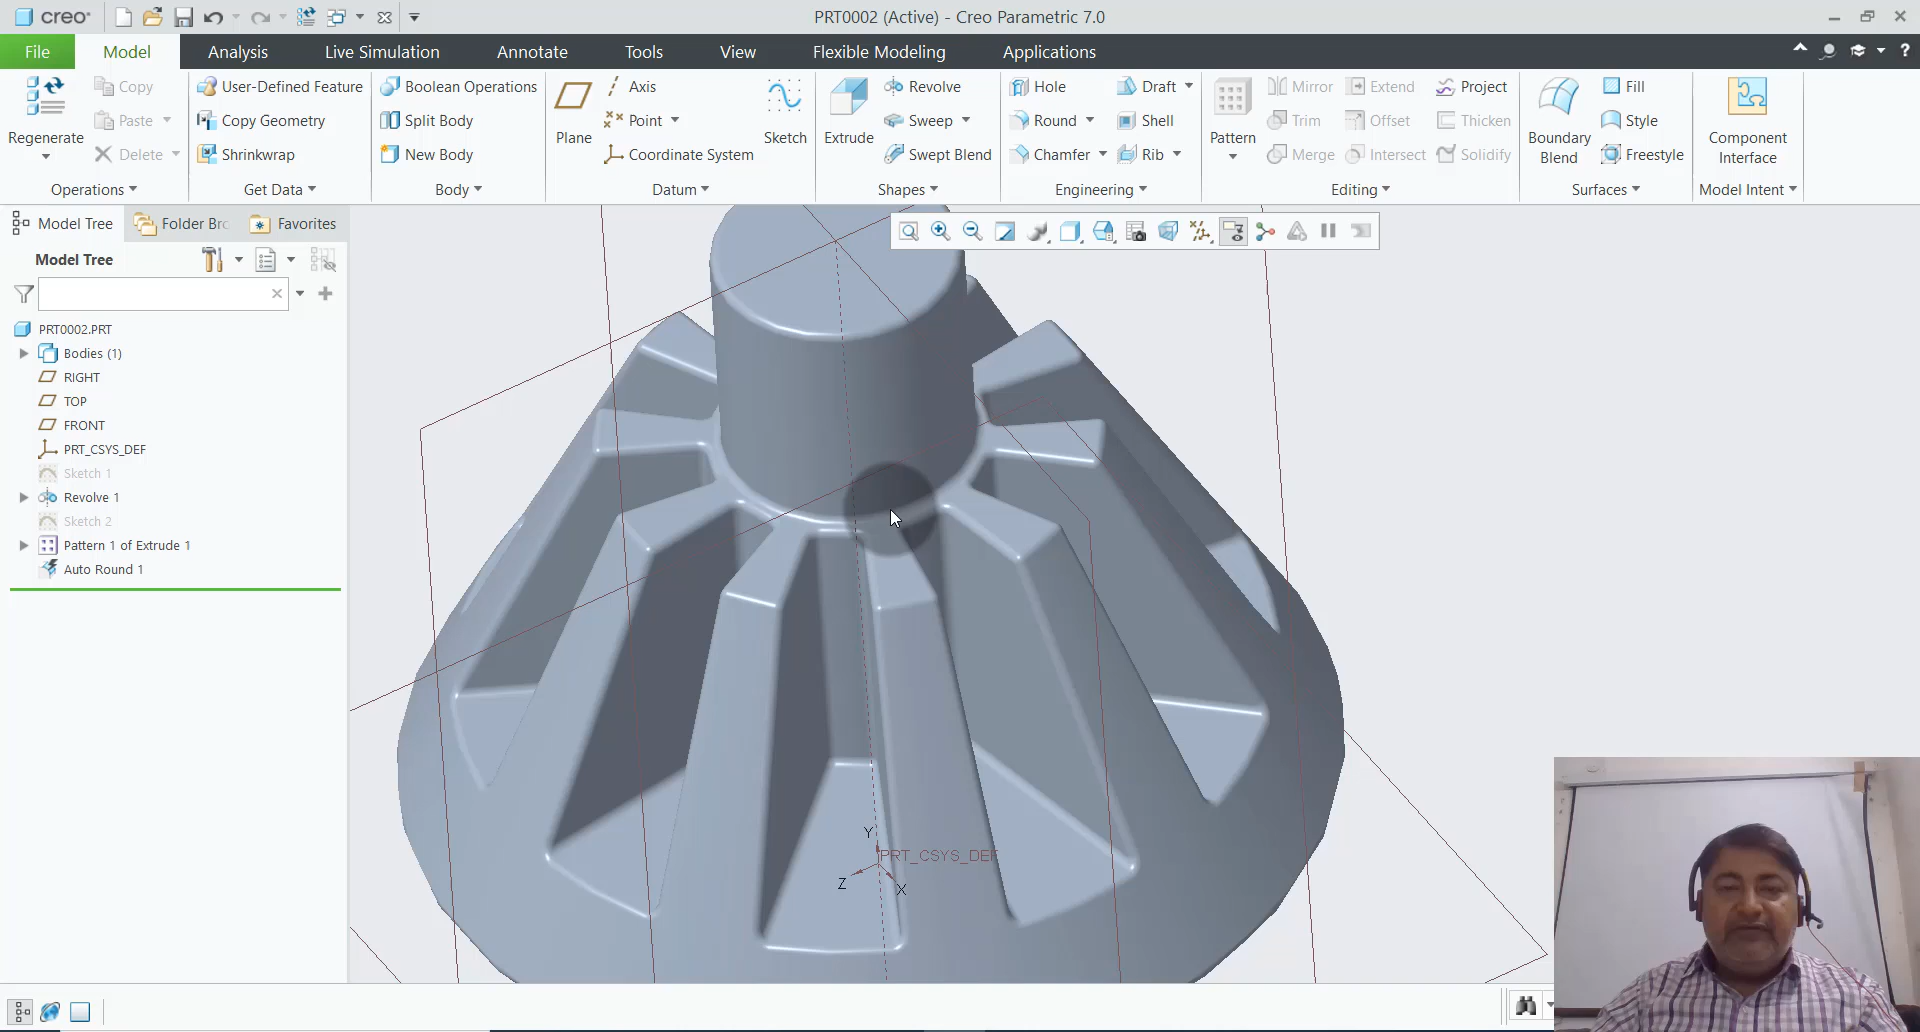 creo
PRT0002 (Active) - Creo Parametric 7.0
File Model Analysis Live Simulation Annotate Tools View Flexible Modeling Applications
Copy User-Defined Feature Boolean Operations Axis Revolve Hole Draft Mirror Extend Project Fill
Regenerate Paste Copy Geometry Split Body Plane Point Sketch Extrude Sweep Round Shell Pattern Trim Offset Thicken Boundary Blend Style Component Interface
Delete Shrinkwrap New Body Coordinate System Swept Blend Chamfer Rib Merge Intersect Solidify Freestyle
Operations Get Data Body Datum Shapes Engineering Editing Surfaces Model Intent
Model Tree Folder Br Favorites
Model Tree
PRT0002.PRT
Bodies (1)
RIGHT
TOP
FRONT
PRT_CSYS_DEF
Sketch 1
Revolve 1
Sketch 2
Pattern 1 of Extrude 1
Auto Round 1
Y
PRT_CSYS_DEF
Z
X